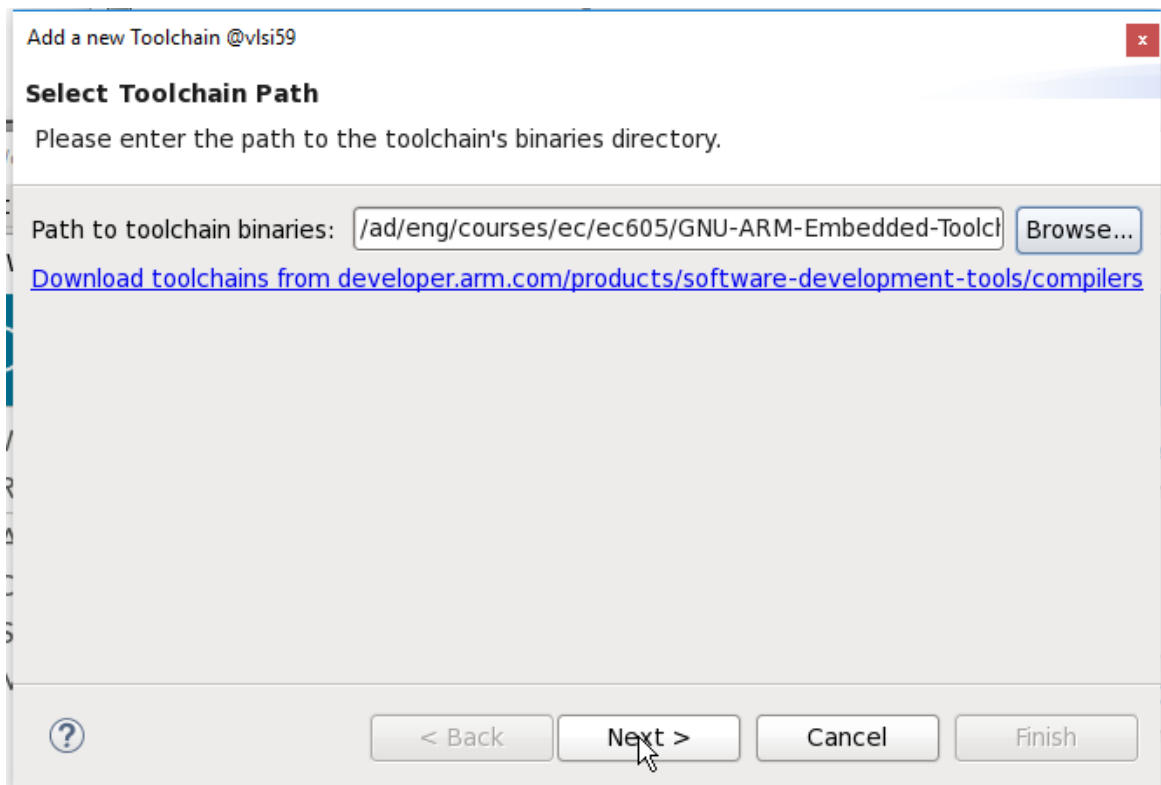 Add a new Toolchain @vlsi59
x
Select Toolchain Path
Please enter the path to the toolchain's binaries directory.
Path to toolchain binaries: /ad/eng/courses/ec/ec605/GNU-ARM-Embedded-Toolch Browse...
Download toolchains from developer.arm.com/products/software-development-tools/compilers
? < Back Next > Cancel Finish